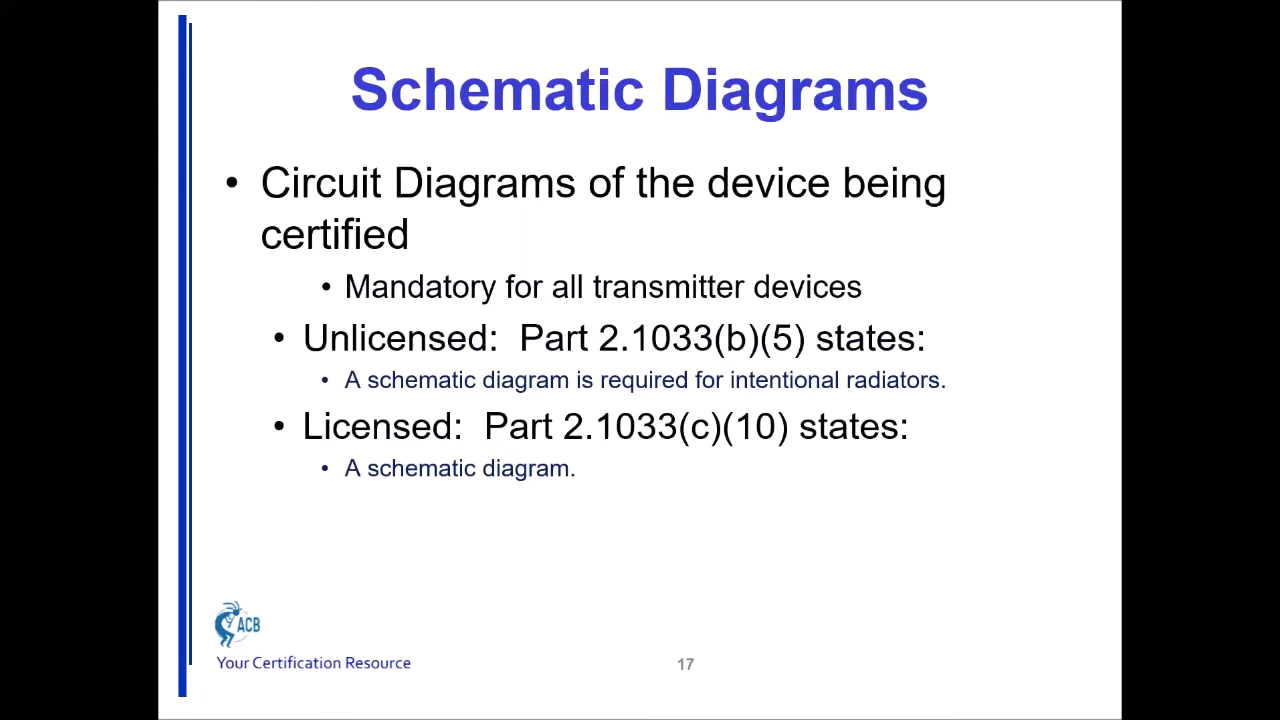 Schematic Diagrams
• Circuit Diagrams of the device being
certified
• Mandatory for all transmitter devices
• Unlicensed: Part 2.1033(b)(5) states:
• A schematic diagram is required for intentional radiators.
• Licensed: Part 2.1033(c)(10) states:
• A schematic diagram.
ACB
Your Certification Resource
17